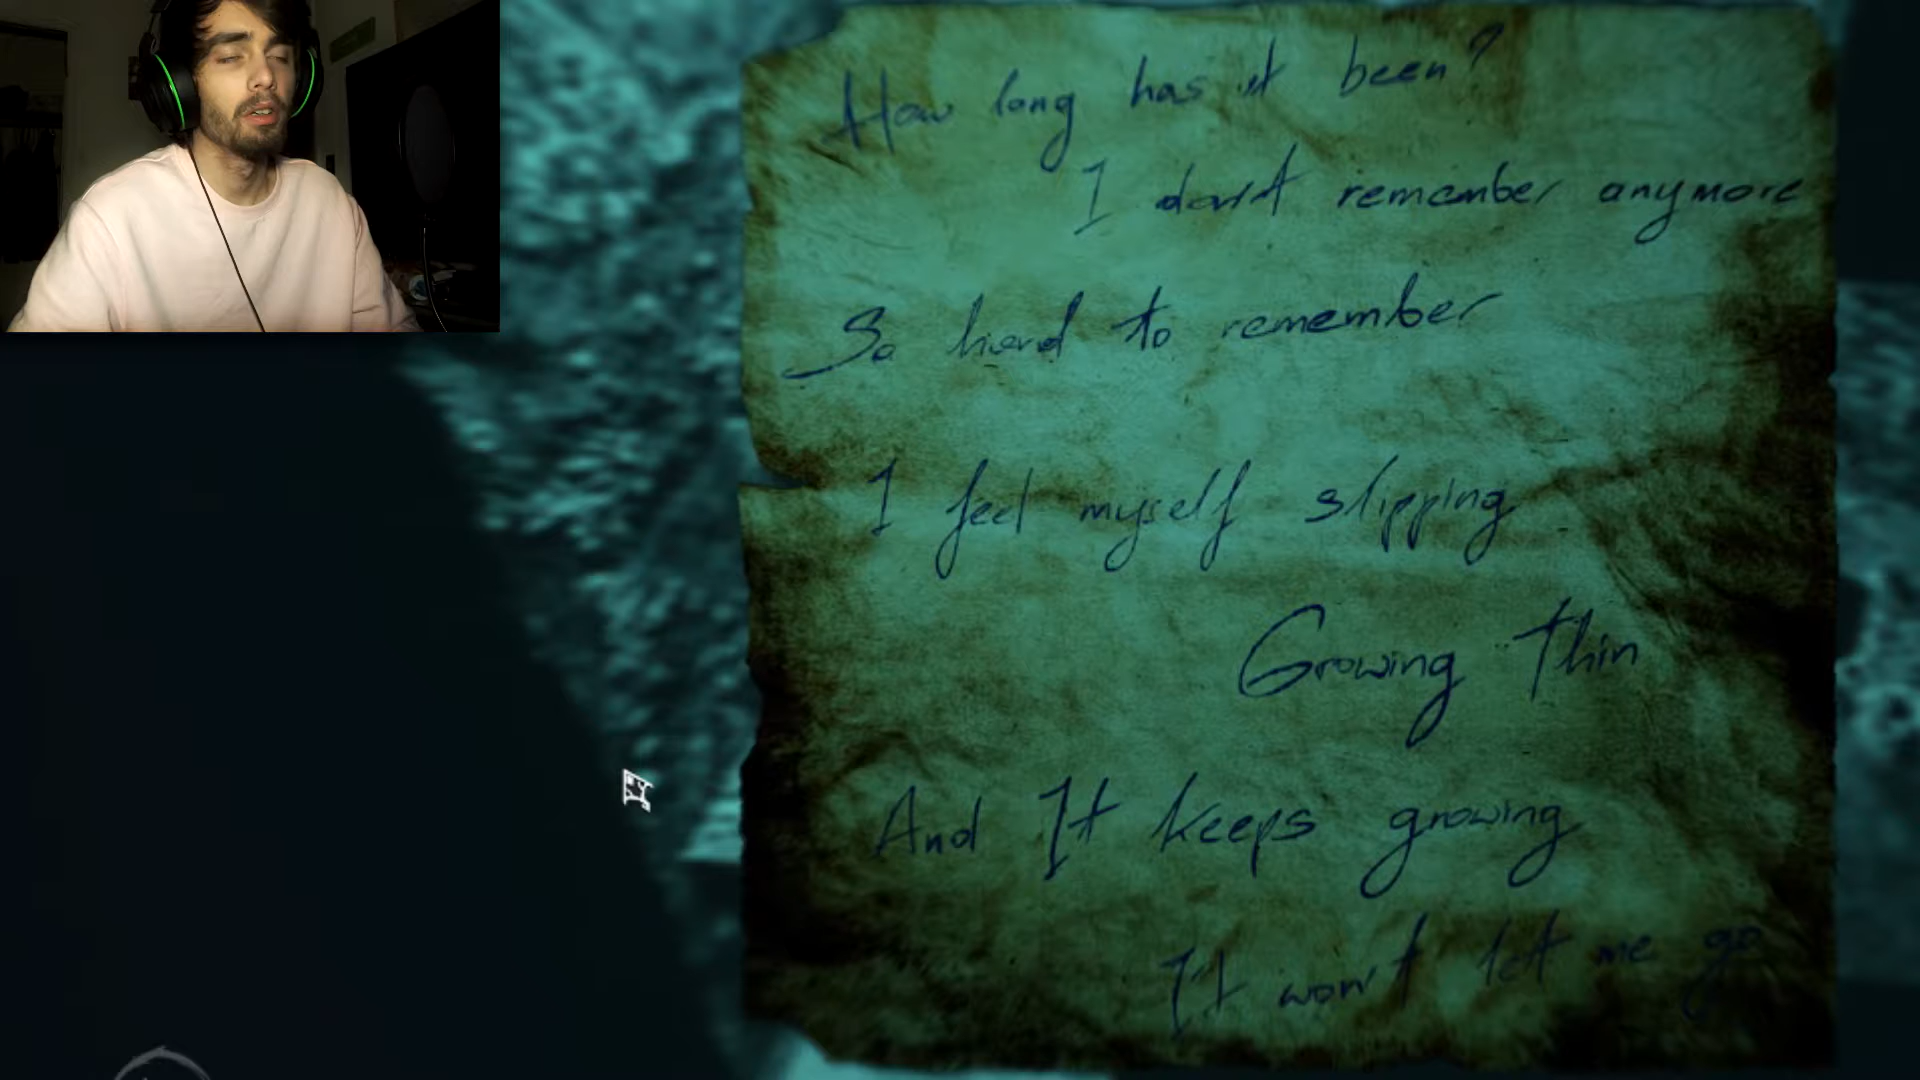 How long has it been?
I don't remember anymore
So hard to remember
I feel myself slipping
Growing Thin
And It keeps growing
It won't let me go